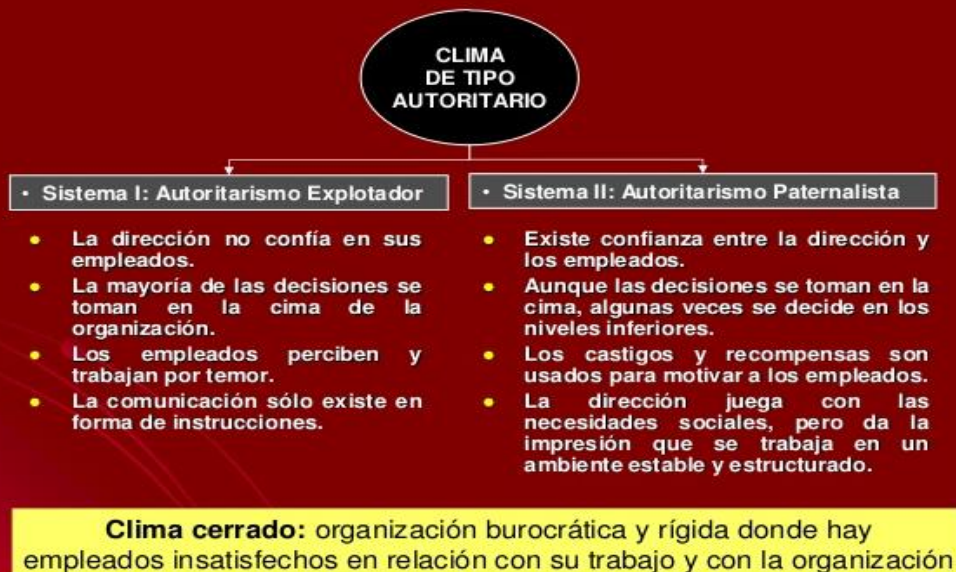 CLIMA
DE TIPO
AUTORITARIO
• Sistema I: Autoritarismo Explotador
• La dirección no confía en sus
empleados.
• La mayoría de las decisiones se
toman en la cima de la
organización.
• Los empleados perciben y
trabajan por temor.
• La comunicación sólo existe en
forma de instrucciones.
• Sistema II: Autoritarismo Paternalista
• Existe confianza entre la dirección y
los empleados.
• Aunque las decisiones se toman en la
cima, algunas veces se decide en los
niveles inferiores.
• Los castigos y recompensas son
usados para motivar a los empleados.
• La dirección juega con las
necesidades sociales, pero da la
impresión que se trabaja en un
ambiente estable y estructurado.
Clima cerrado: organización burocrática y rígida donde hay
empleados insatisfechos en relación con su trabajo y con la organización